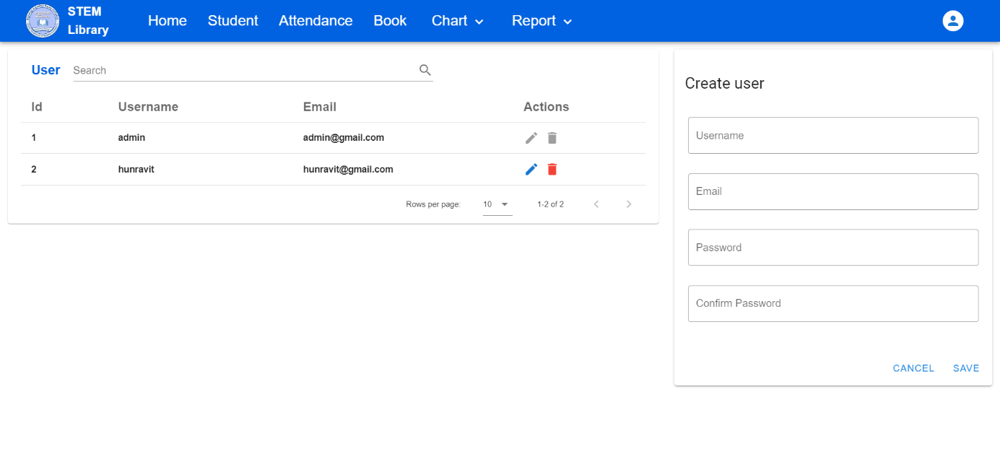 STEM
Library
Home Student Attendance Book Chart Report
User Search
Id Username Email Actions
1 admin admin@gmail.com
2 hunravit hunravit@gmail.com
Rows per page: 10 1-2 of 2
Create user
Username
Email
Password
Confirm Password
CANCEL SAVE